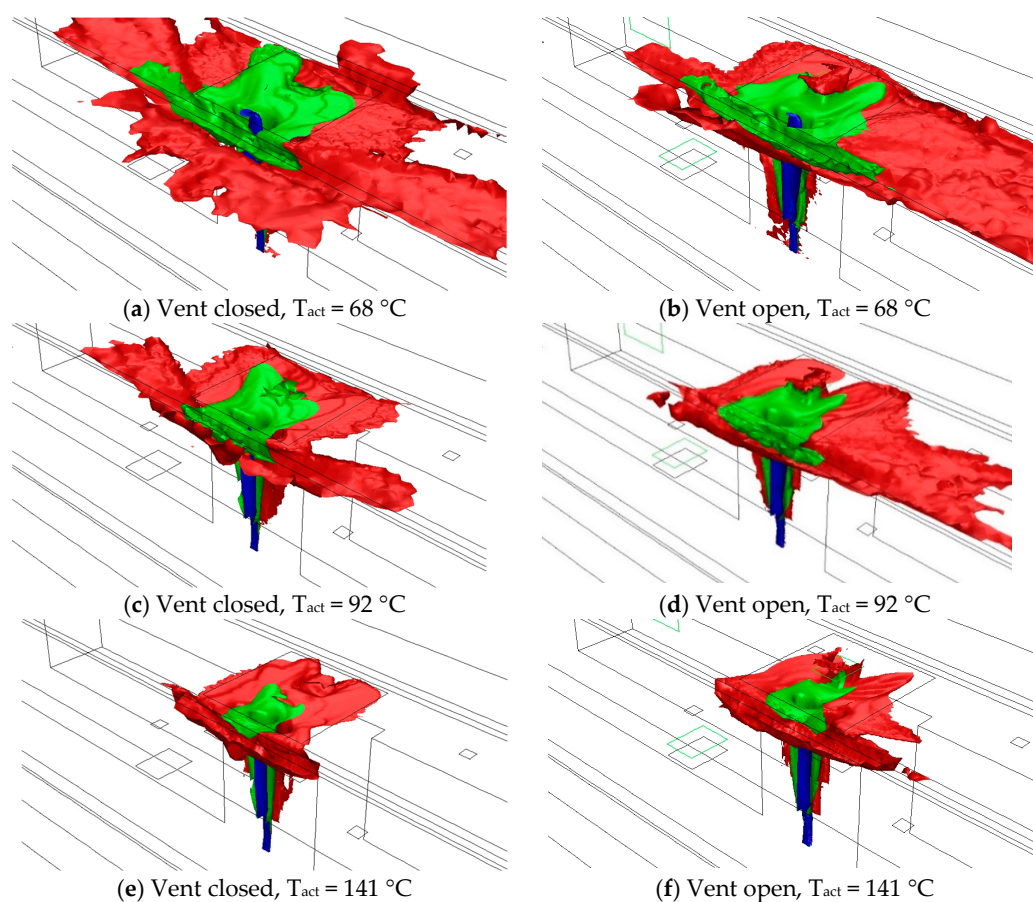 (a) Vent closed, Tact = 68 °C
(b) Vent open, Tact = 68 °C
(c) Vent closed, Tact = 92 °C
(d) Vent open, Tact = 92 °C
(e) Vent closed, Tact = 141 °C
(f) Vent open, Tact = 141 °C